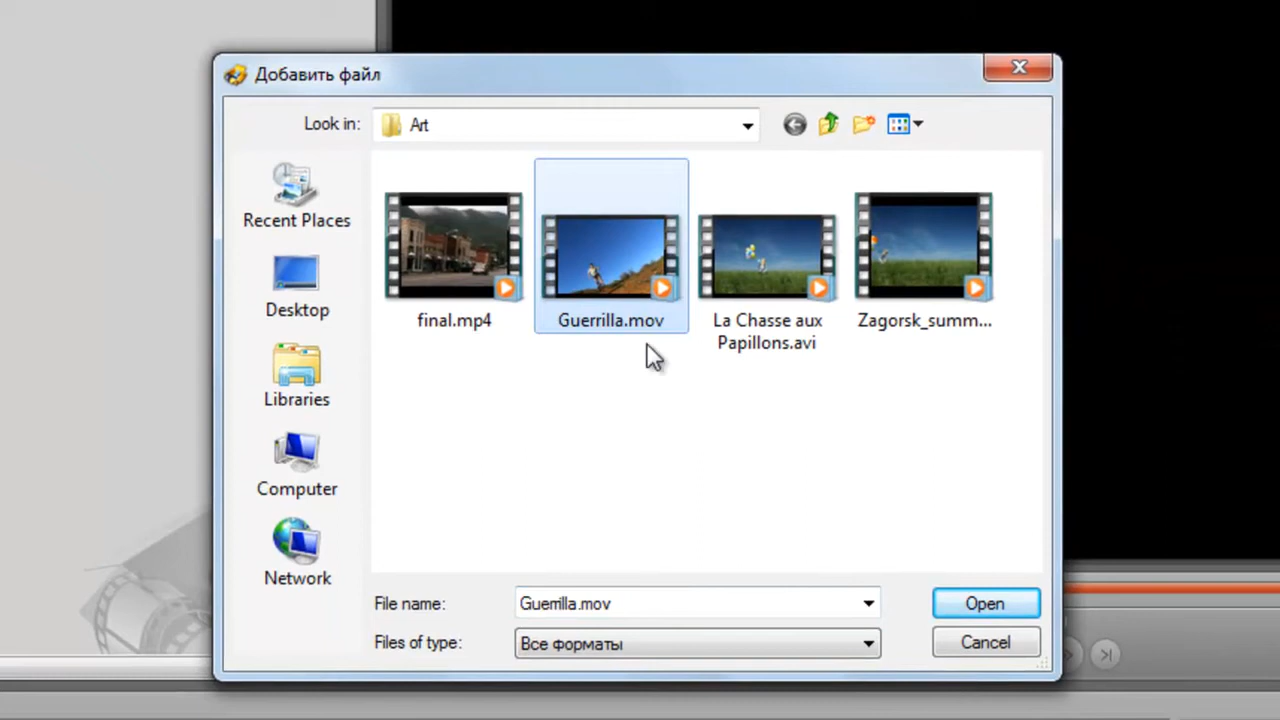 Добавить файл
Look in:
Art
Recent Places
Desktop
Libraries
Computer
Network
final.mp4
Guerrilla.mov
La Chasse aux
Papillons.avi
Zagorsk_summ...
File name:
Guerrilla.mov
Open
Files of type:
Все форматы
Cancel